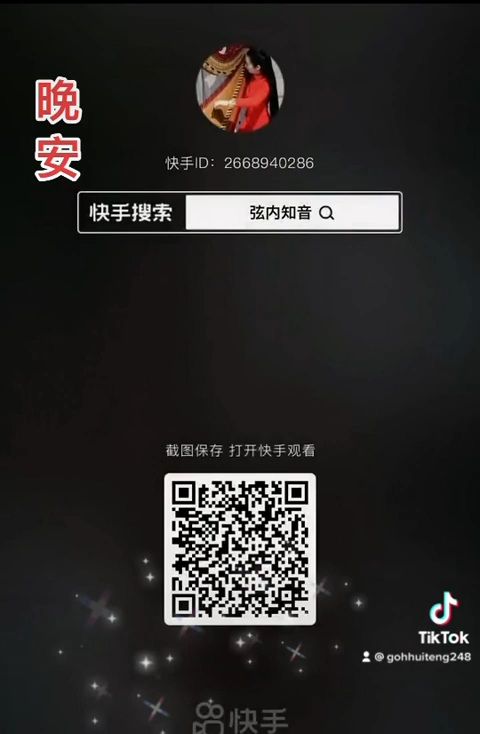 晚
安
快手ID：2668940286
快手搜索 弦内知音
截图保存 打开快手观看
TikTok
@gohhuiteng248
快手